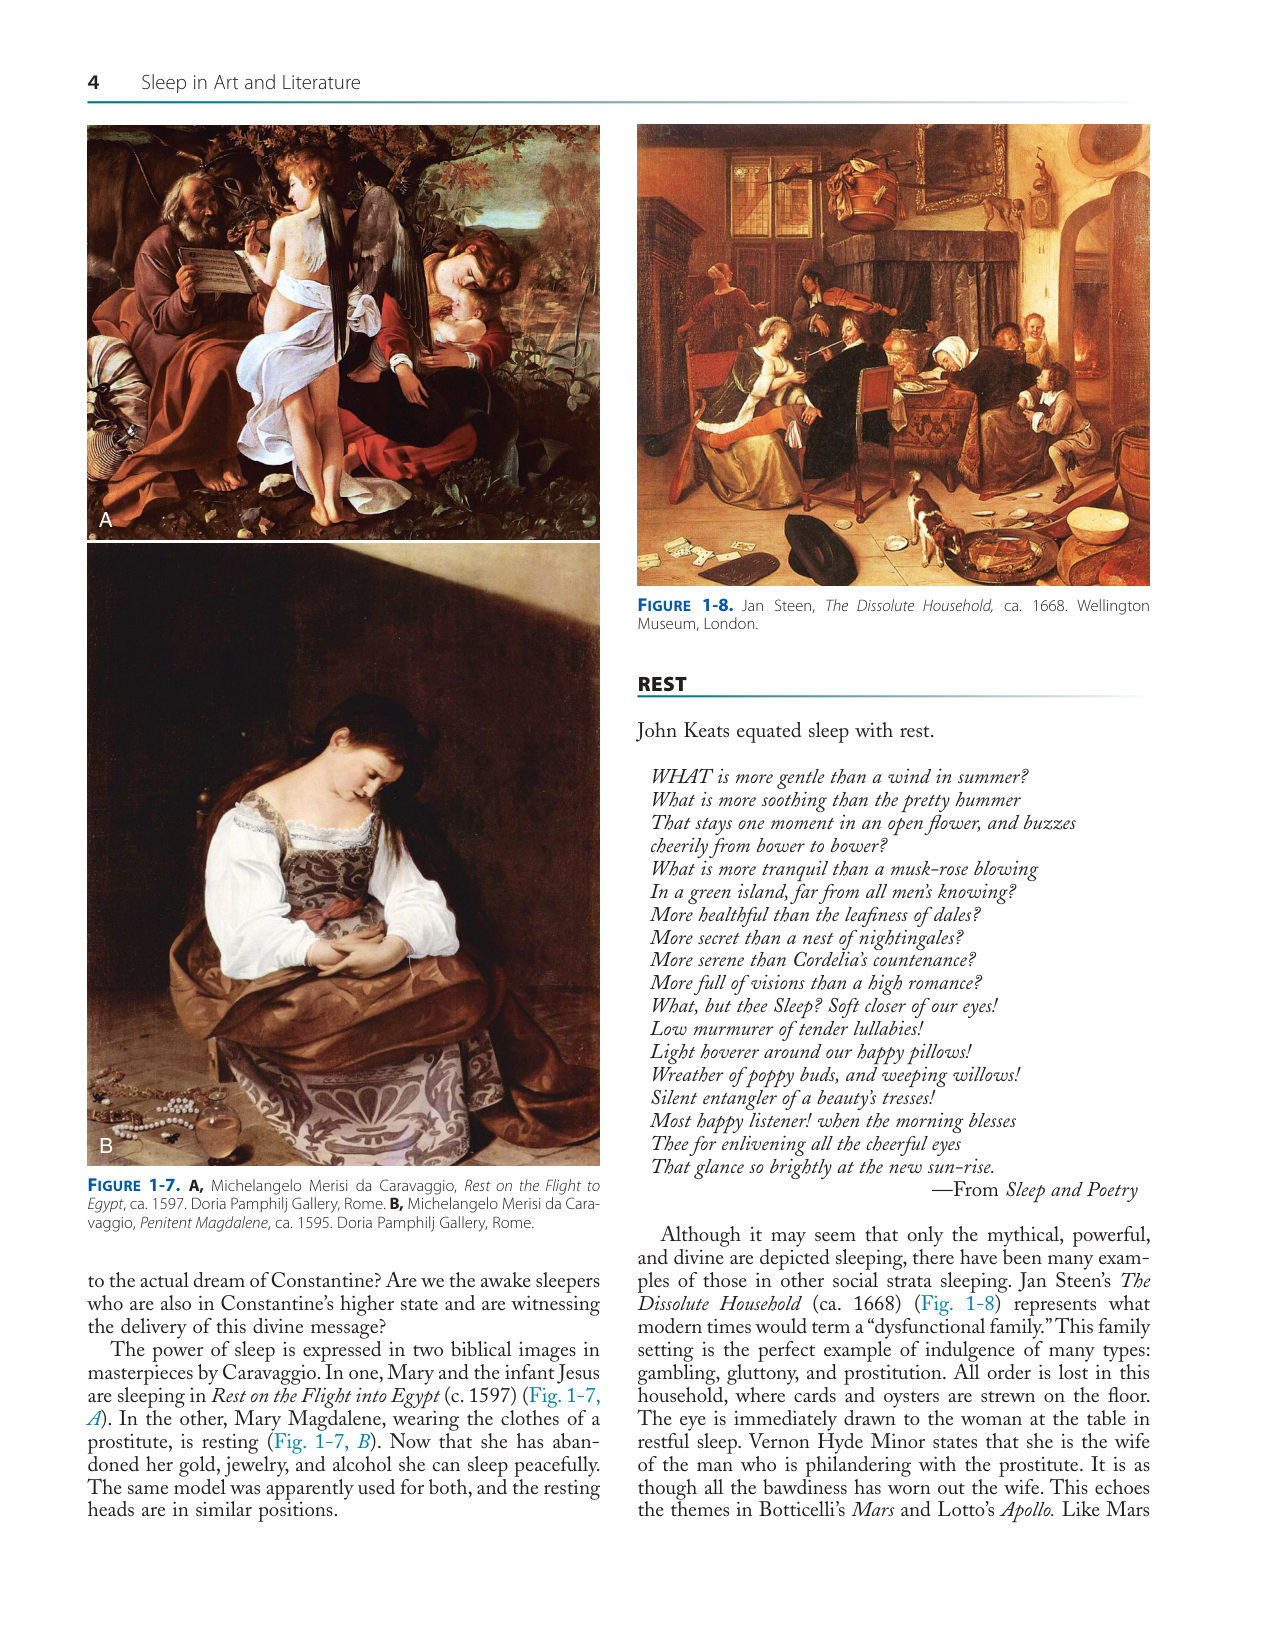 4 Sleep in Art and Literature
A
B
FIGURE 1-7. A, Michelangelo Merisi da Caravaggio, Rest on the Flight to
Egypt, ca. 1597. Doria Pamphilj Gallery, Rome. B, Michelangelo Merisi da Cara-
vaggio, Penitent Magdalene, ca. 1595. Doria Pamphilj Gallery, Rome.
to the actual dream of Constantine? Are we the awake sleepers
who are also in Constantine's higher state and are witnessing
the delivery of this divine message?
The power of sleep is expressed in two biblical images in
masterpieces by Caravaggio. In one, Mary and the infant Jesus
are sleeping in Rest on the Flight into Egypt (c. 1597) (Fig. 1-7,
A). In the other, Mary Magdalene, wearing the clothes of a
prostitute, is resting (Fig. 1-7, B). Now that she has aban-
doned her gold, jewelry, and alcohol she can sleep peacefully.
The same model was apparently used for both, and the resting
heads are in similar positions.
FIGURE 1-8. Jan Steen, The Dissolute Household, ca. 1668. Wellington
Museum, London.
REST
John Keats equated sleep with rest.
WHAT is more gentle than a wind in summer?
What is more soothing than the pretty hummer
That stays one moment in an open flower, and buzzes
cheerily from bower to bower?
What is more tranquil than a musk-rose blowing
In a green island, far from all men's knowing?
More healthful than the leafiness of dales?
More secret than a nest of nightingales?
More serene than Cordelia's countenance?
More full of visions than a high romance?
What, but thee Sleep? Soft closer of our eyes!
Low murmurer of tender lullabies!
Light hoverer around our happy pillows!
Wreather of poppy buds, and weeping willows!
Silent entangler of a beauty's tresses!
Most happy listener! when the morning blesses
Thee for enlivening all the cheerful eyes
That glance so brightly at the new sun-rise.
—From Sleep and Poetry
Although it may seem that only the mythical, powerful,
and divine are depicted sleeping, there have been many exam-
ples of those in other social strata sleeping. Jan Steen's The
Dissolute Household (ca. 1668) (Fig. 1-8) represents what
modern times would term a “dysfunctional family.” This family
setting is the perfect example of indulgence of many types:
gambling, gluttony, and prostitution. All order is lost in this
household, where cards and oysters are strewn on the floor.
The eye is immediately drawn to the woman at the table in
restful sleep. Vernon Hyde Minor states that she is the wife
of the man who is philandering with the prostitute. It is as
though all the bawdiness has worn out the wife. This echoes
the themes in Botticelli's Mars and Lotto's Apollo. Like Mars